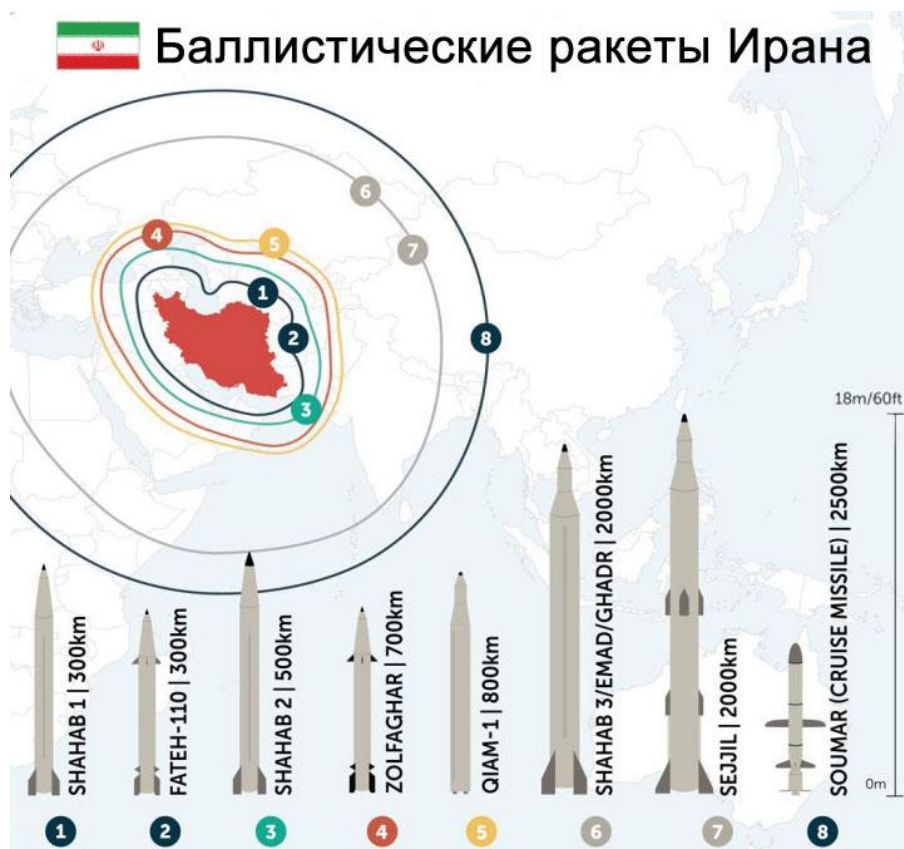 Баллистические ракеты Ирана
6
4
5
7
1
2
8
3
18m/60ft
SHAHAB 1 | 300km
FATEH-110 | 300km
SHAHAB 2 | 500km
ZOLFAGHAR | 700km
QIAM-1 | 800km
SHAHAB 3/EMAD/GHADR | 2000km
SEJJIL | 2000km
SOUMAR (CRUISE MISSILE) | 2500km
0m
1
2
3
4
5
6
7
8